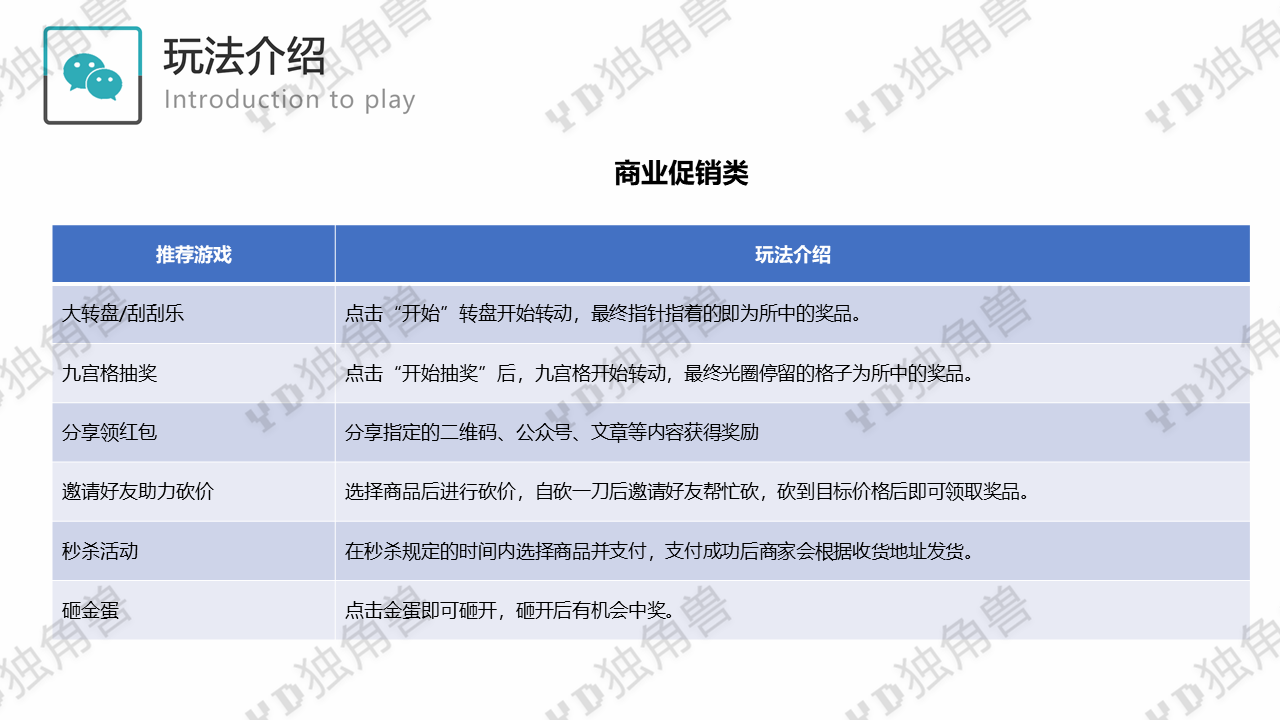 玩法介绍
Introduction to play
商业促销类
推荐游戏 玩法介绍
大转盘/刮刮乐 点击“开始”转盘开始转动，最终指针指着的即为所中的奖品。
九宫格抽奖 点击“开始抽奖”后，九宫格开始转动，最终光圈停留的格子为所中的奖品。
分享领红包 分享指定的二维码、公众号、文章等内容获得奖励
邀请好友助力砍价 选择商品后进行砍价，自砍一刀后邀请好友帮忙砍，砍到目标价格后即可领取奖品。
秒杀活动 在秒杀规定的时间内选择商品并支付，支付成功后商家会根据收货地址发货。
砸金蛋 点击金蛋即可砸开，砸开后有机会中奖。
YD独角兽